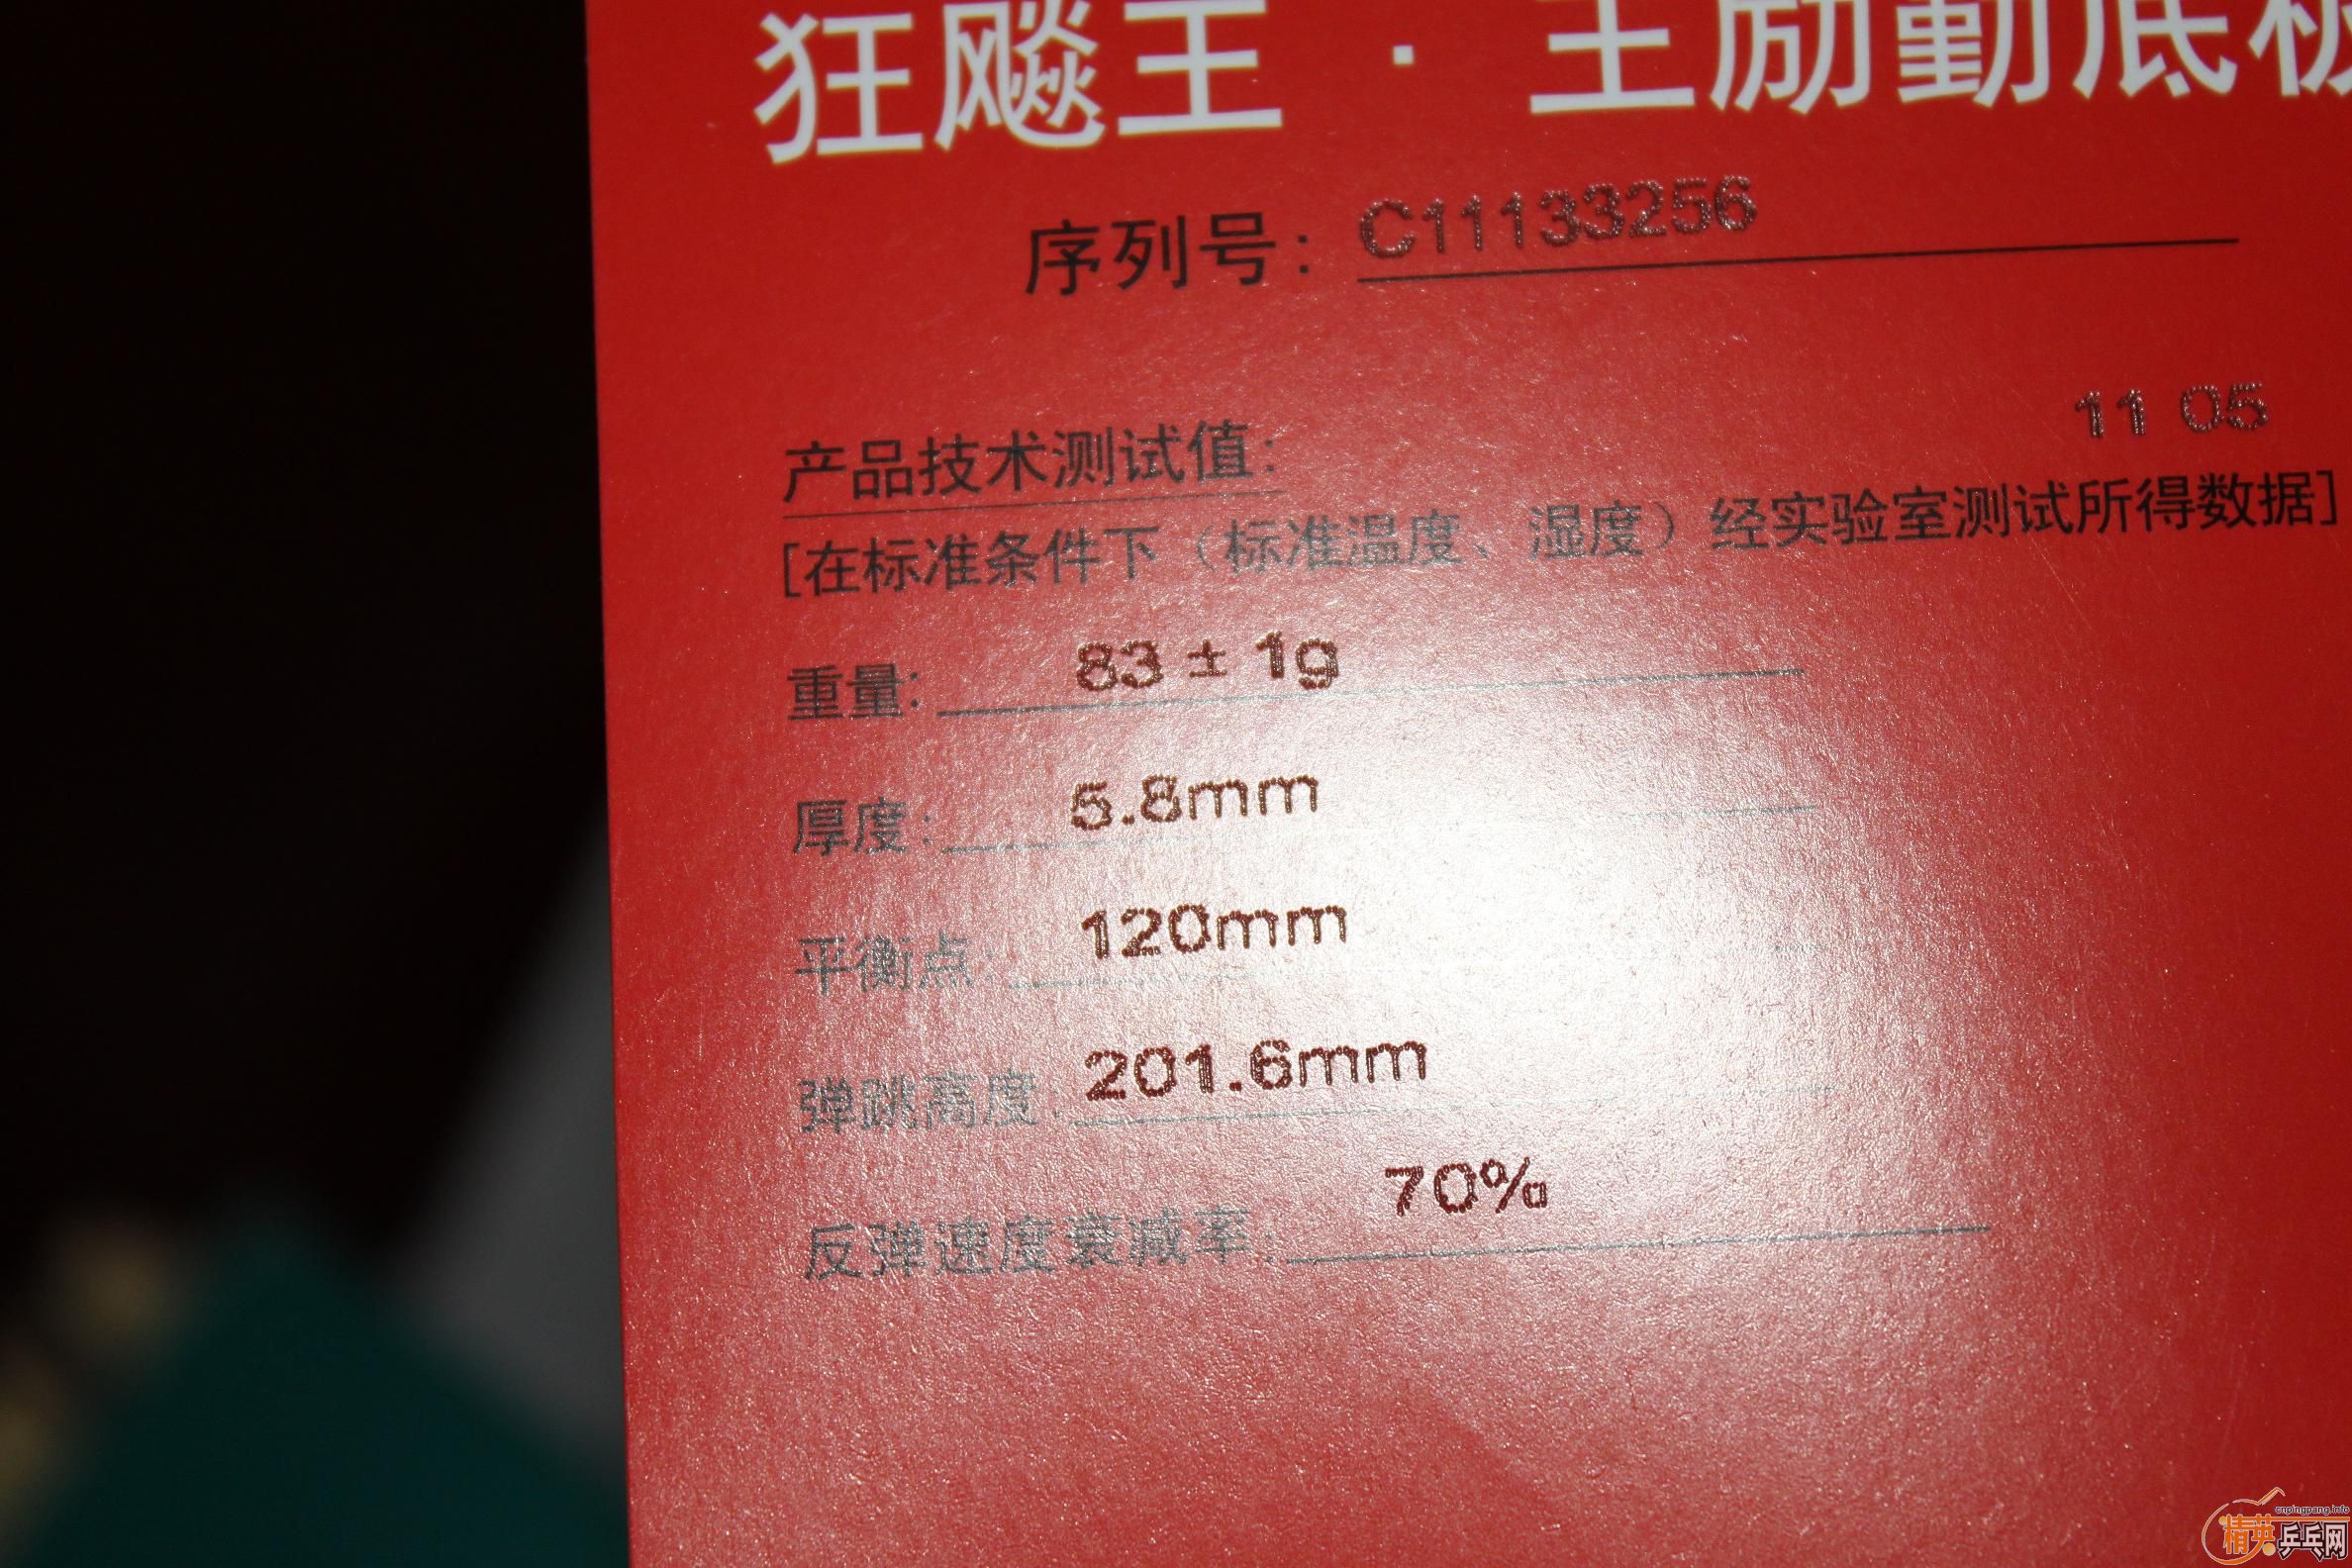 狂飚王·王励勤底板
序列号: C11133256
11 05
产品技术测试值:
[在标准条件下(标准温度、湿度)经实验室测试所得数据]
重量: 83±1g
厚度: 5.8mm
平衡点: 120mm
弹跳高度: 201.6mm
反弹速度衰减率: 70%
cnpingpang.info
精英乒乓网